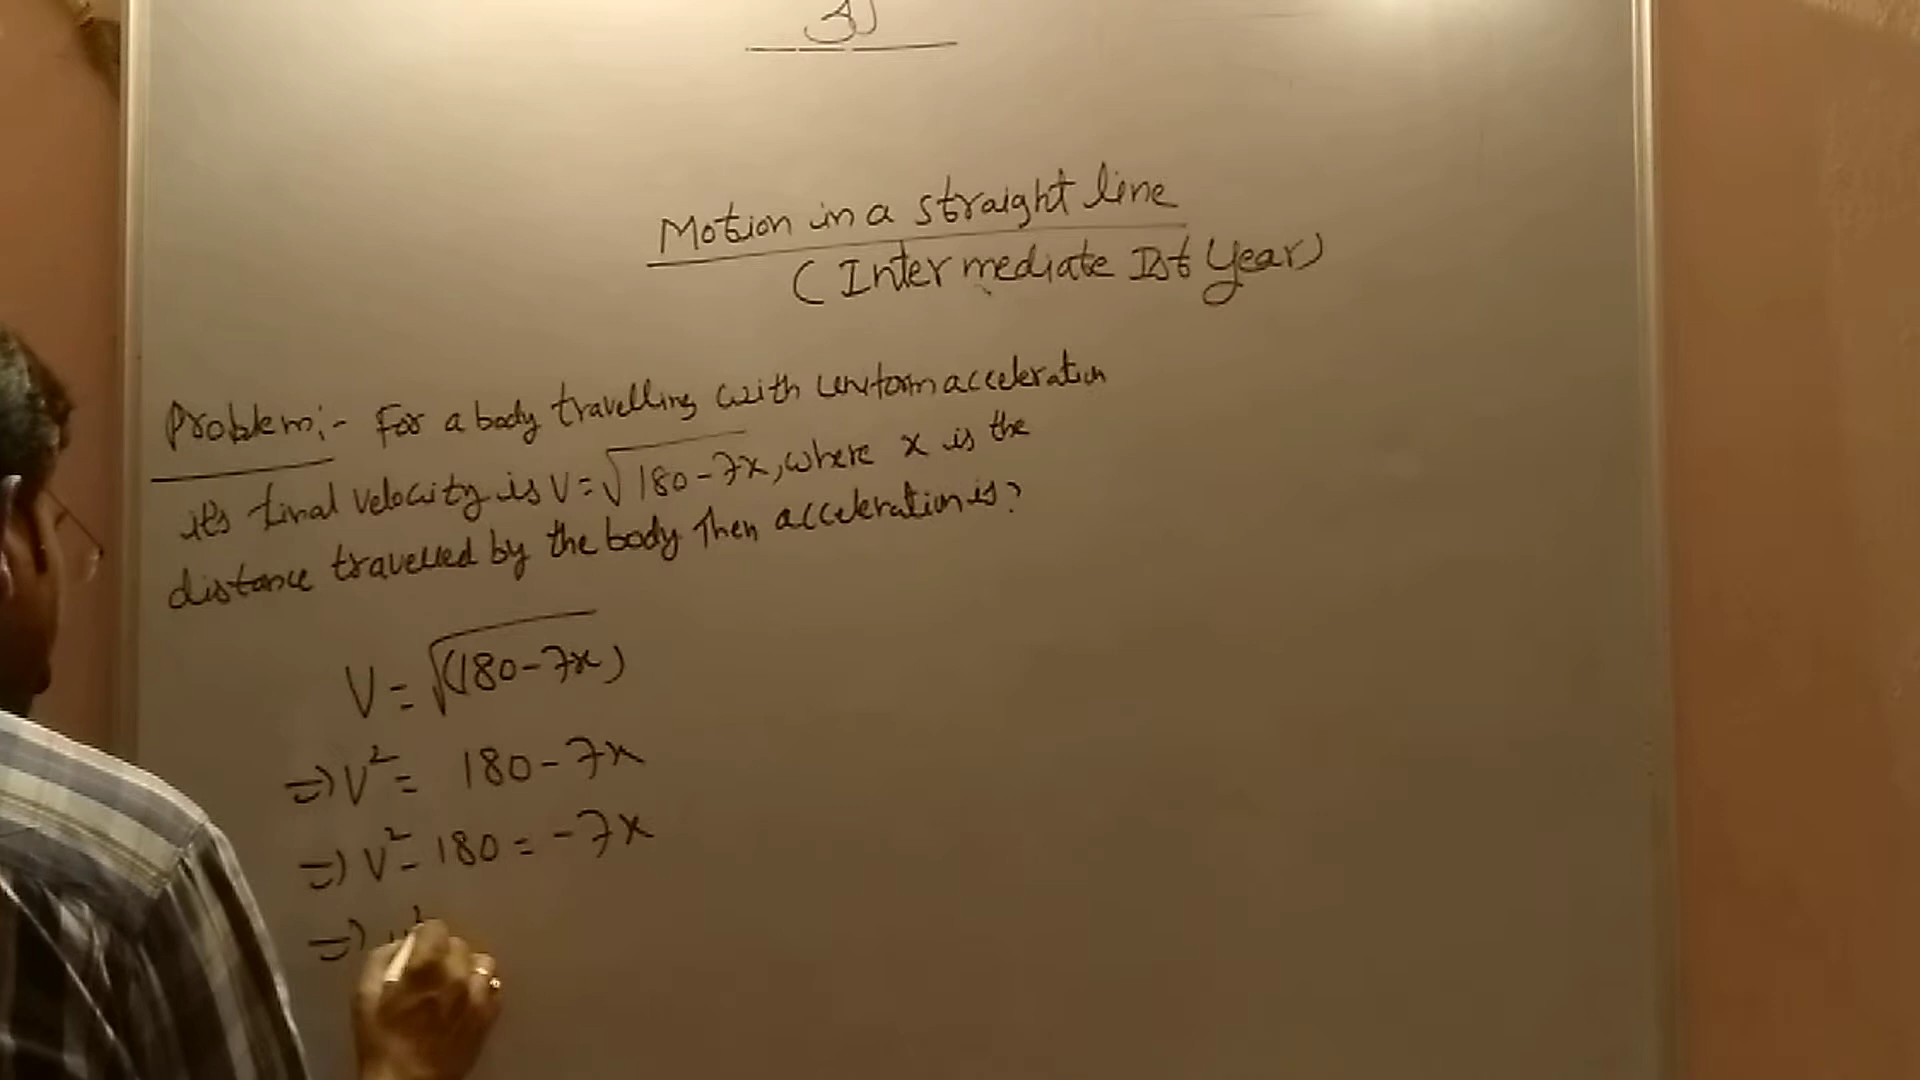 Motion in a straight line
(Intermediate Ist Year)
Problem:- For a body travelling with uniform acceleration
it's final velocity is V = √180-7x, where x is the
distance travelled by the body Then acceleration is?
V = √(180-7x)
⇒ V² = 180-7x
⇒ V² - 180 = -7x
⇒